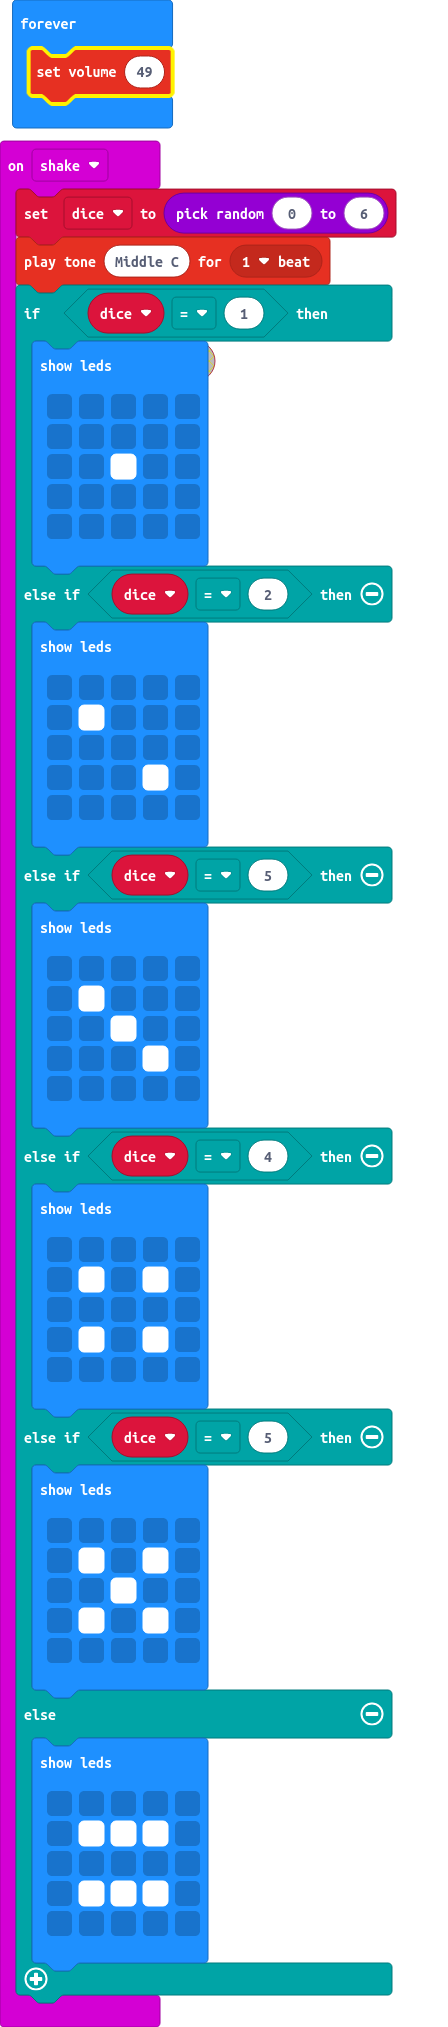 forever
set volume 49
on shake
set dice to pick random 0 to 6
play tone Middle C for 1 beat
if dice = 1 then
show leds
else if dice = 2 then
show leds
else if dice = 5 then
show leds
else if dice = 4 then
show leds
else if dice = 5 then
show leds
else
show leds